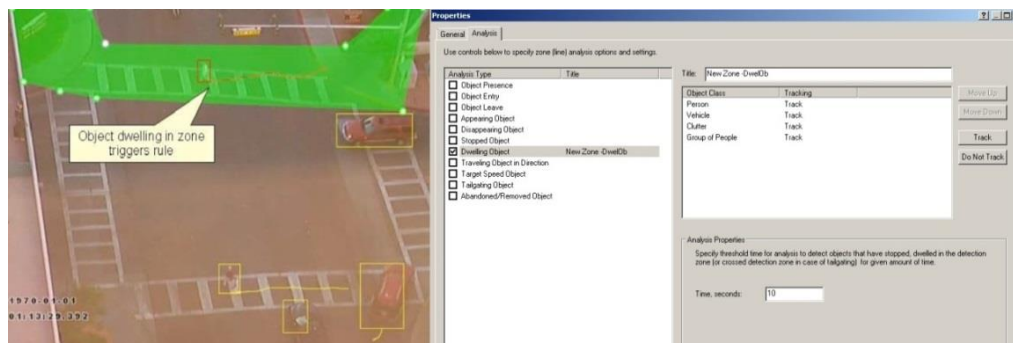 Object dwelling in zone
triggers rule
1970-01-01
01:13:29.392
Properties
General Analysis
Use controls below to specify zone (line) analysis options and settings.
Analysis Type Title
Object Presence
Object Entry
Object Leave
Appearing Object
Disappearing Object
Stopped Object
Dwelling Object New Zone -DwelOb
Traveling Object in Direction
Target Speed Object
Tailgating Object
Abandoned/Removed Object
Title: New Zone -DwelOb
Object Class Tracking
Person Track
Vehicle Track
Clutter Track
Group of People Track
Move Up
Move Down
Track
Do Not Track
Analysis Properties
Specify threshold time for analysis to detect objects that have stopped, dwelled in the detection
zone (or crossed detection zone in case of tailgating) for given amount of time.
Time, seconds: 10